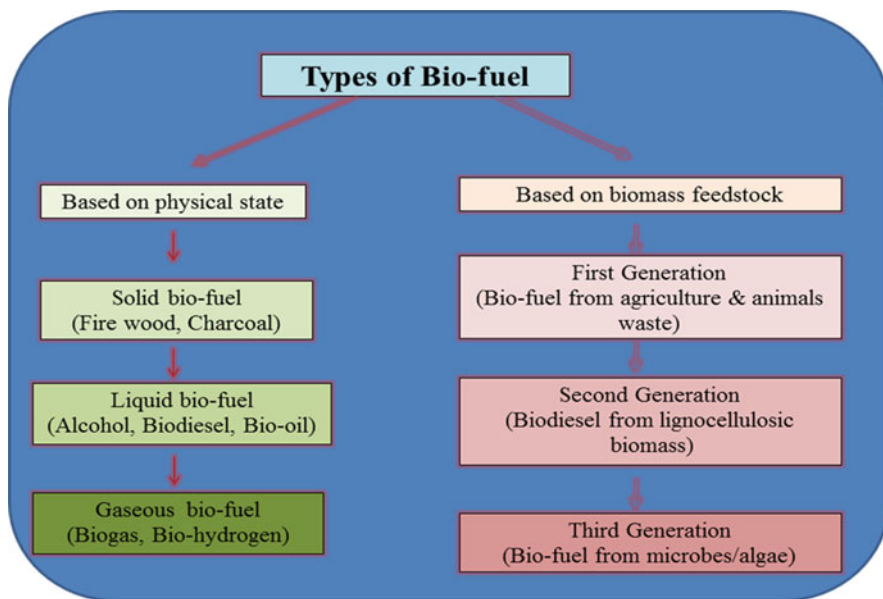 Types of Bio-fuel
Based on physical state
Solid bio-fuel
(Fire wood, Charcoal)
Liquid bio-fuel
(Alcohol, Biodiesel, Bio-oil)
Gaseous bio-fuel
(Biogas, Bio-hydrogen)
Based on biomass feedstock
First Generation
(Bio-fuel from agriculture & animals
waste)
Second Generation
(Biodiesel from lignocellulosic
biomass)
Third Generation
(Bio-fuel from microbes/algae)